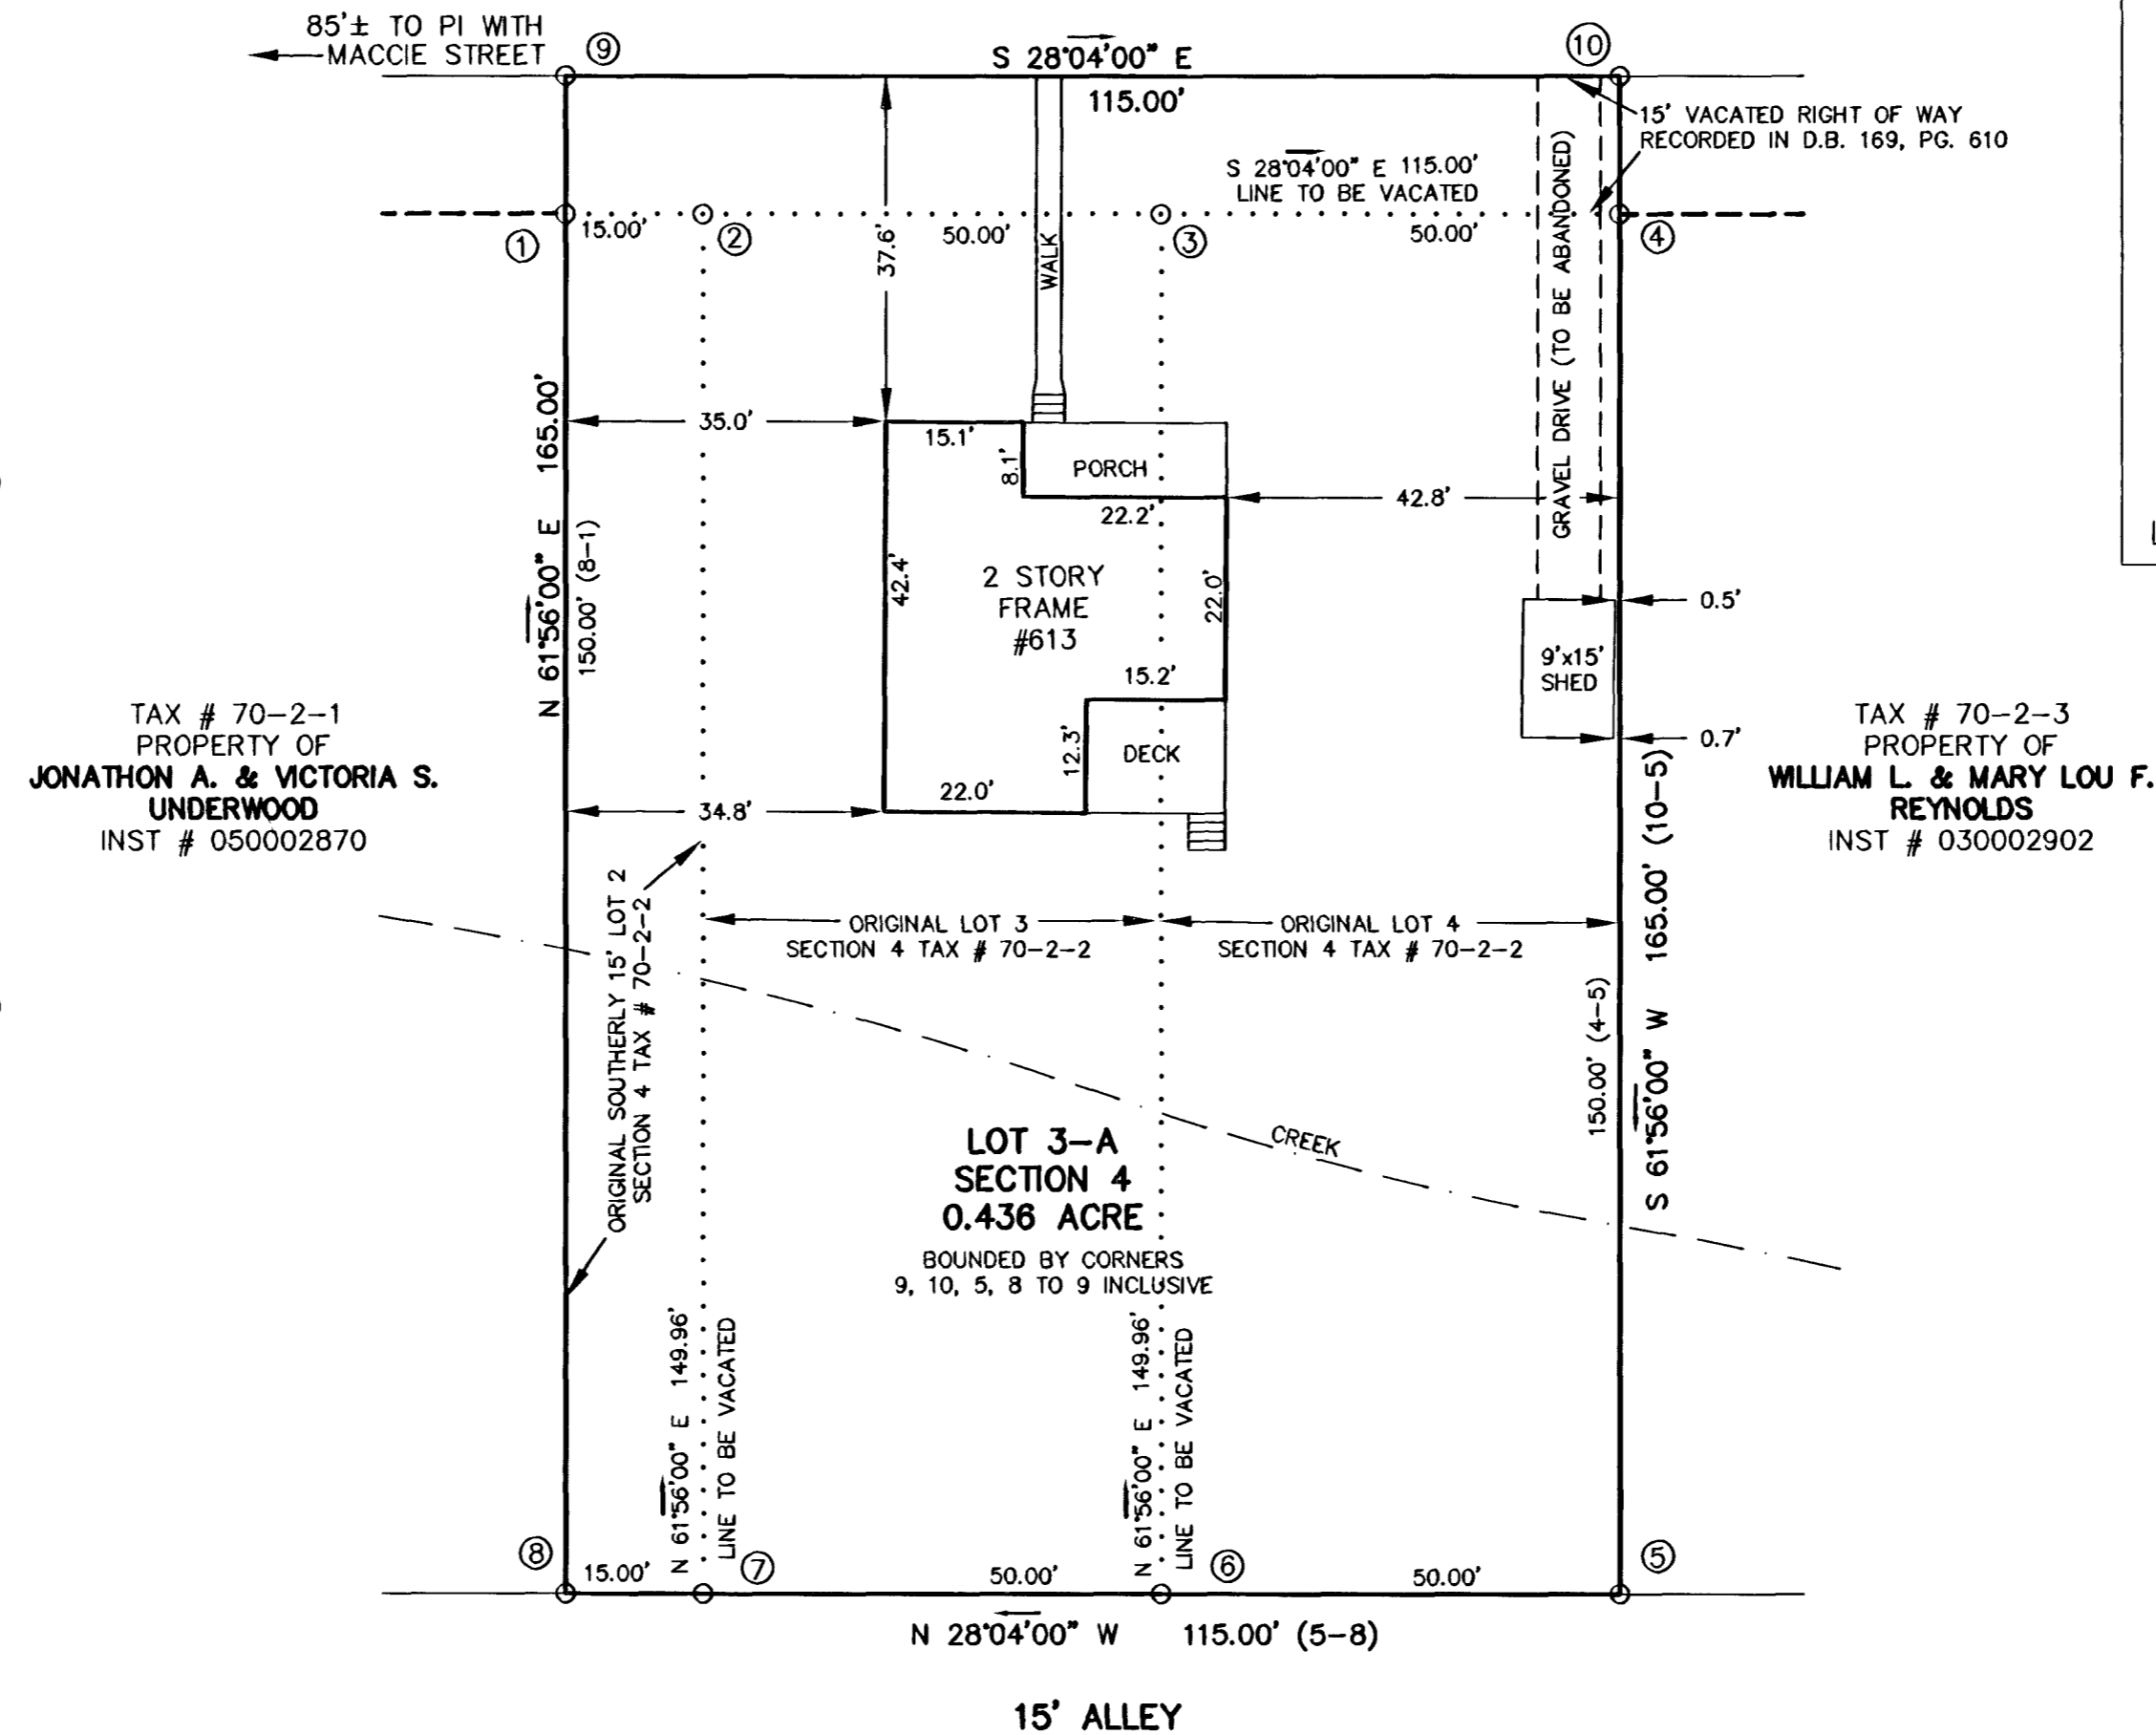 85'± TO PI WITH
MACCIE STREET
⑨
S 28°04'00" E
115.00'
⑩
15' VACATED RIGHT OF WAY
RECORDED IN D.B. 169, PG. 610
S 28°04'00" E 115.00'
LINE TO BE VACATED
①
15.00'
②
50.00'
③
50.00'
④
37.6'
WALK
GRAVEL DRIVE (TO BE ABANDONED)
N 61°56'00" E 165.00'
150.00' (8-1)
35.0'
15.1'
8.1'
PORCH
22.2'
42.8'
42.4'
2 STORY
FRAME
#613
22.0'
15.2'
12.3'
DECK
22.0'
34.8'
0.5'
9'x15'
SHED
0.7'
TAX # 70-2-1
PROPERTY OF
JONATHON A. & VICTORIA S.
UNDERWOOD
INST # 050002870
TAX # 70-2-3
PROPERTY OF
WILLIAM L. & MARY LOU F.
REYNOLDS
INST # 030002902
ORIGINAL SOUTHERLY 15' LOT 2
SECTION 4 TAX # 70-2-2
ORIGINAL LOT 3
SECTION 4 TAX # 70-2-2
ORIGINAL LOT 4
SECTION 4 TAX # 70-2-2
150.00' (4-5)
S 61°56'00" W 165.00' (10-5)
CREEK
LOT 3-A
SECTION 4
0.436 ACRE
BOUNDED BY CORNERS
9, 10, 5, 8 TO 9 INCLUSIVE
N 61°56'00" E 149.96'
LINE TO BE VACATED
N 61°56'00" E 149.96'
LINE TO BE VACATED
⑧
15.00'
⑦
50.00'
⑥
50.00'
⑤
N 28°04'00" W 115.00' (5-8)
15' ALLEY